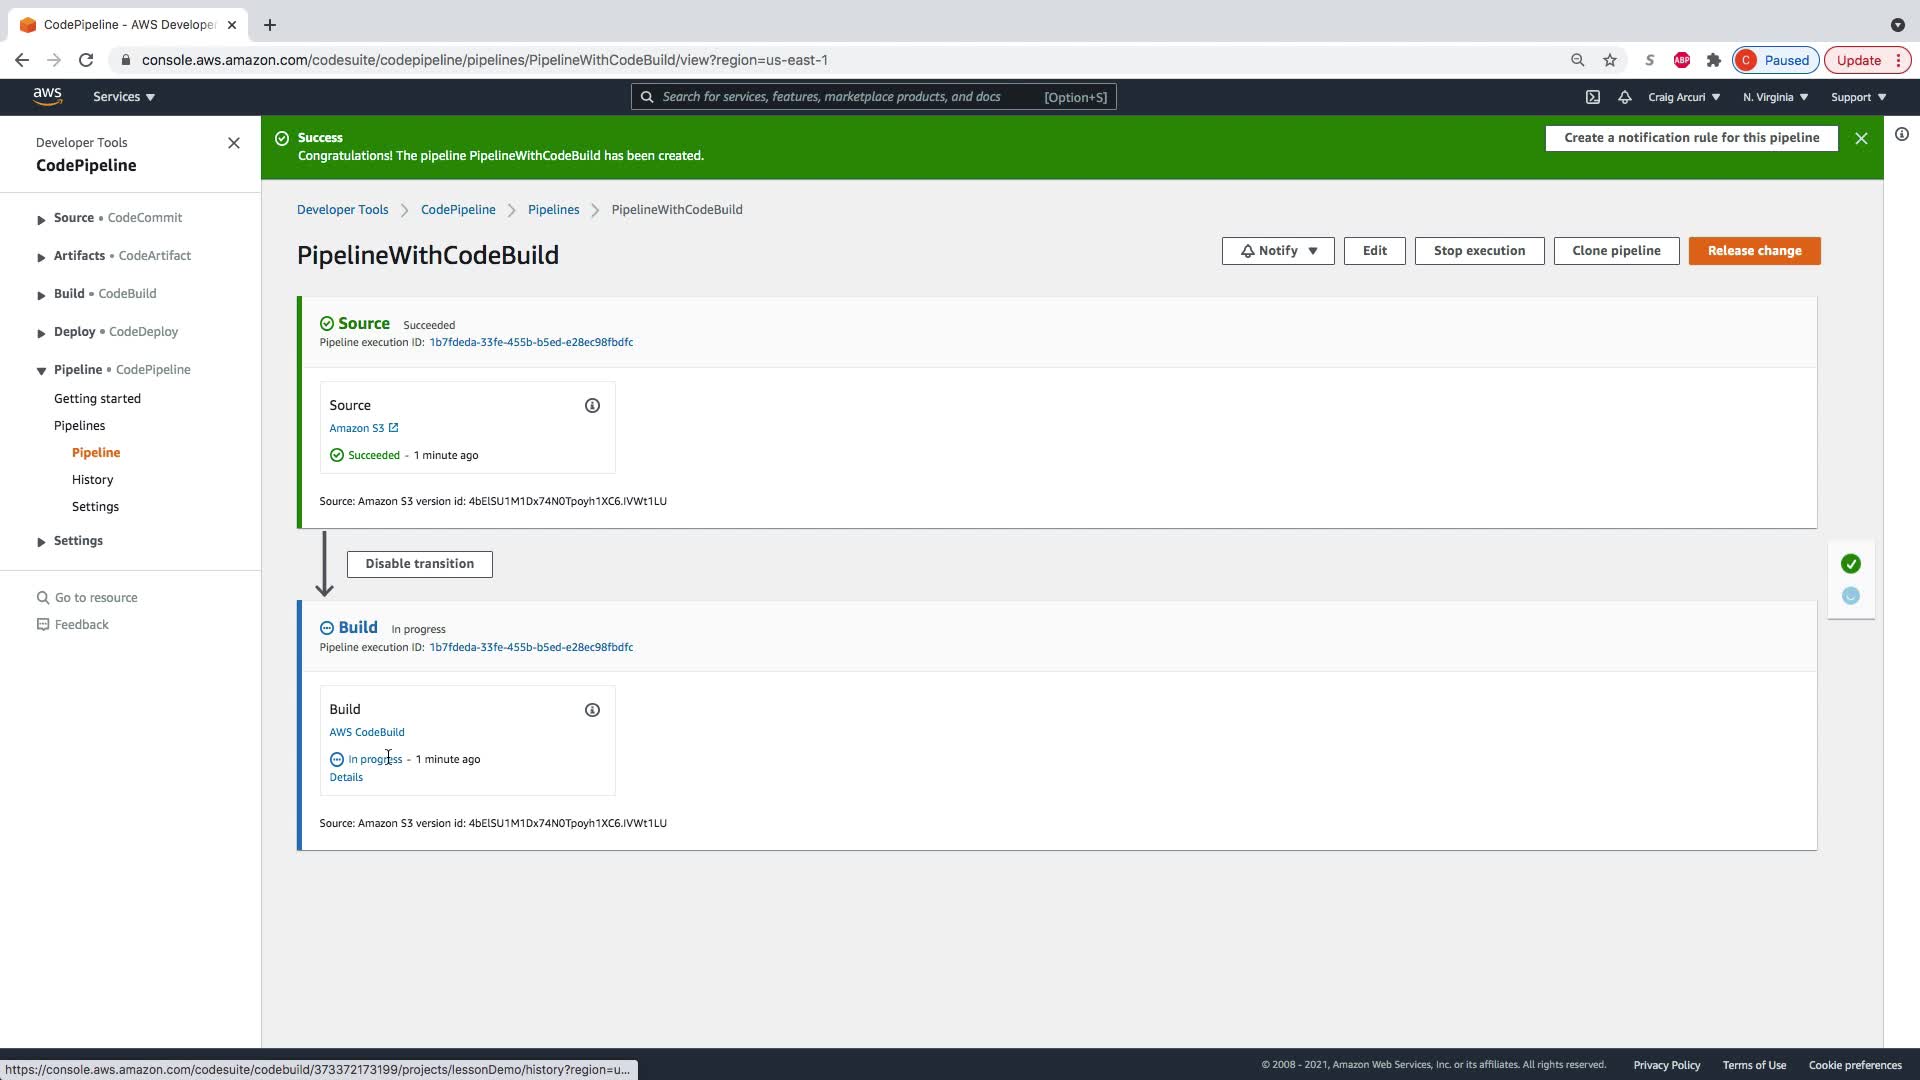 CodePipeline - AWS Develope
console.aws.amazon.com/codesuite/codepipeline/pipelines/PipelineWithCodeBuild/view?region=us-east-1
S
ABP
C Paused
Update
aws
Services
Search for services, features, marketplace products, and docs [Option+S]
Craig Arcuri
N. Virginia
Support
Developer Tools
CodePipeline
Source • CodeCommit
Artifacts • CodeArtifact
Build • CodeBuild
Deploy • CodeDeploy
Pipeline • CodePipeline
Getting started
Pipelines
Pipeline
History
Settings
Settings
Go to resource
Feedback
Success
Congratulations! The pipeline PipelineWithCodeBuild has been created.
Create a notification rule for this pipeline
Developer Tools
CodePipeline
Pipelines
PipelineWithCodeBuild
PipelineWithCodeBuild
Notify
Edit
Stop execution
Clone pipeline
Release change
Source Succeeded
Pipeline execution ID: 1b7fdeda-33fe-455b-b5ed-e28ec98fbdfc
Source
Amazon S3
Succeeded - 1 minute ago
Source: Amazon S3 version id: 4bElSU1M1Dx74N0Tpoyh1XC6.IVWt1LU
Disable transition
Build In progress
Pipeline execution ID: 1b7fdeda-33fe-455b-b5ed-e28ec98fbdfc
Build
AWS CodeBuild
In progress - 1 minute ago
Details
Source: Amazon S3 version id: 4bElSU1M1Dx74N0Tpoyh1XC6.IVWt1LU
https://console.aws.amazon.com/codesuite/codebuild/373372173199/projects/lessonDemo/history?region=u...
© 2008 - 2021, Amazon Web Services, Inc. or its affiliates. All rights reserved.
Privacy Policy
Terms of Use
Cookie preferences